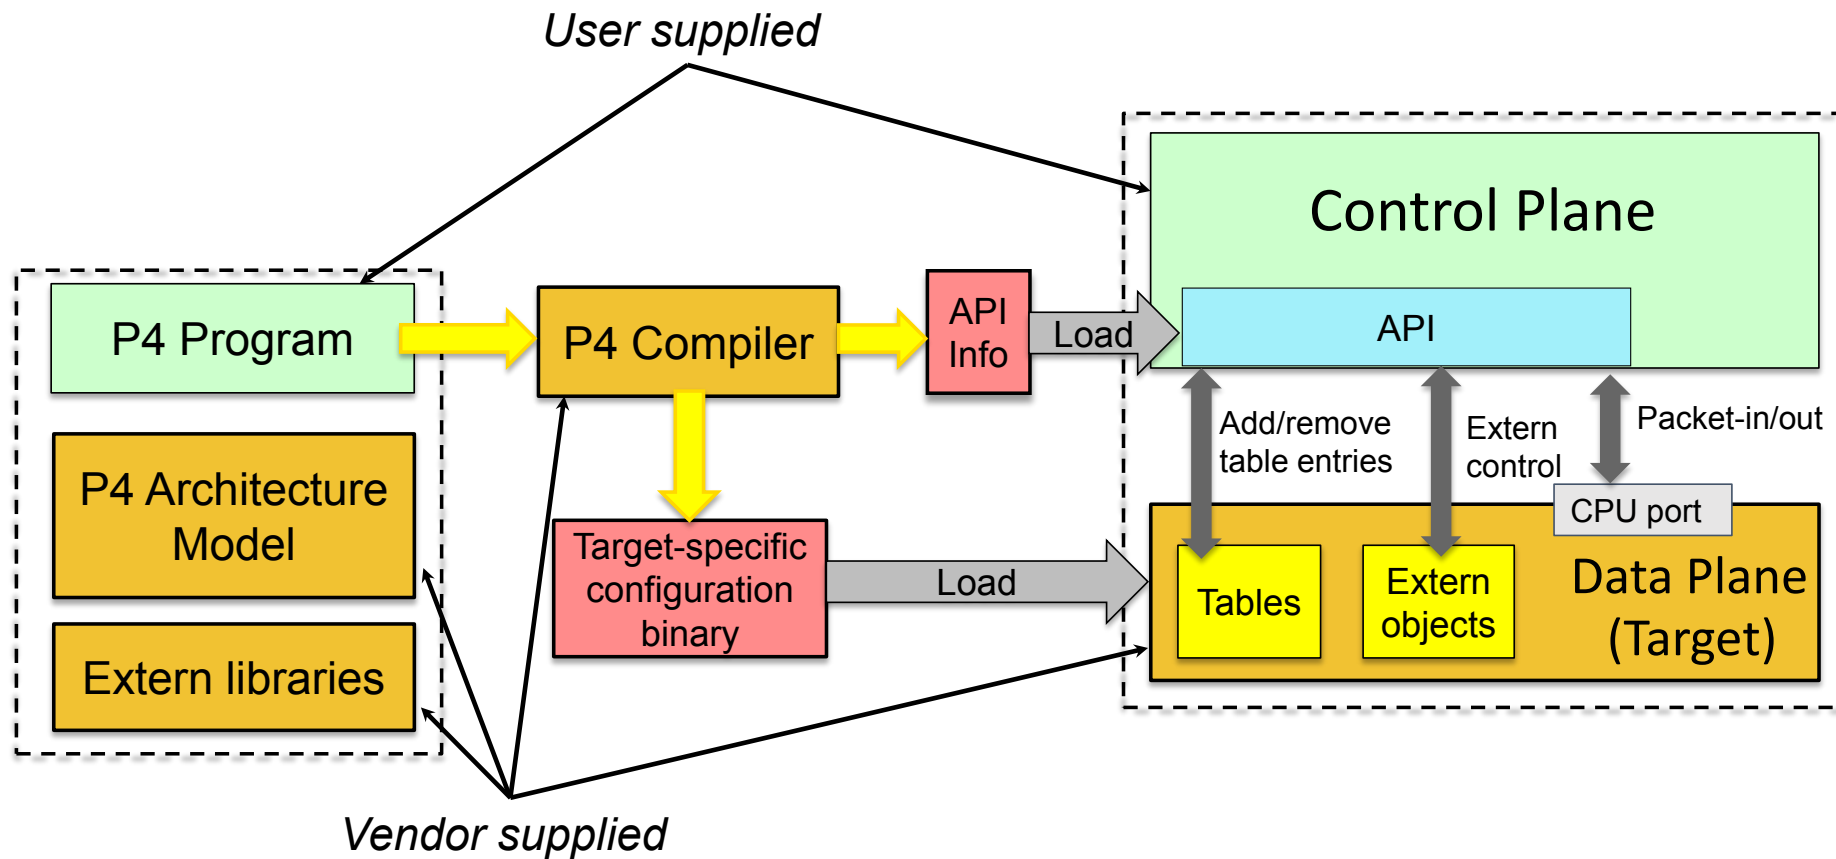 User supplied
Control Plane
P4 Program
P4 Compiler
API
Info
Load
API
Add/remove
table entries
Extern
control
Packet-in/out
P4 Architecture
Model
CPU port
Target-specific
configuration
binary
Load
Tables
Extern
objects
Data Plane
(Target)
Extern libraries
Vendor supplied